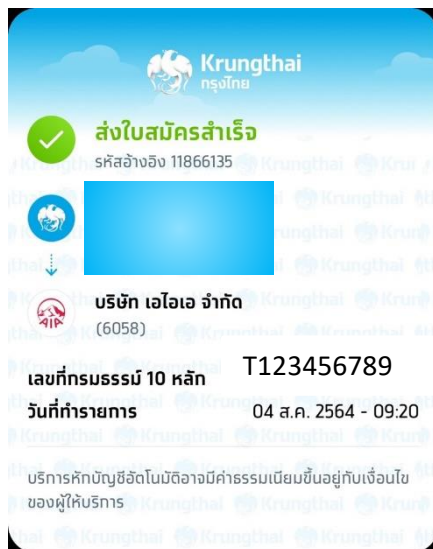 Krungthai
กรุงไทย
ส่งใบสมัครสำเร็จ
รหัสอ้างอิง 11866135
AIA
บริษัท เอไอเอ จำกัด
(6058)
เลขที่กรมธรรม์ 10 หลัก T123456789
วันที่ทำรายการ 04 ส.ค. 2564 - 09:20
บริการหักบัญชีอัตโนมัติอาจมีค่าธรรมเนียมขึ้นอยู่กับเงื่อนไข
ของผู้ให้บริการ